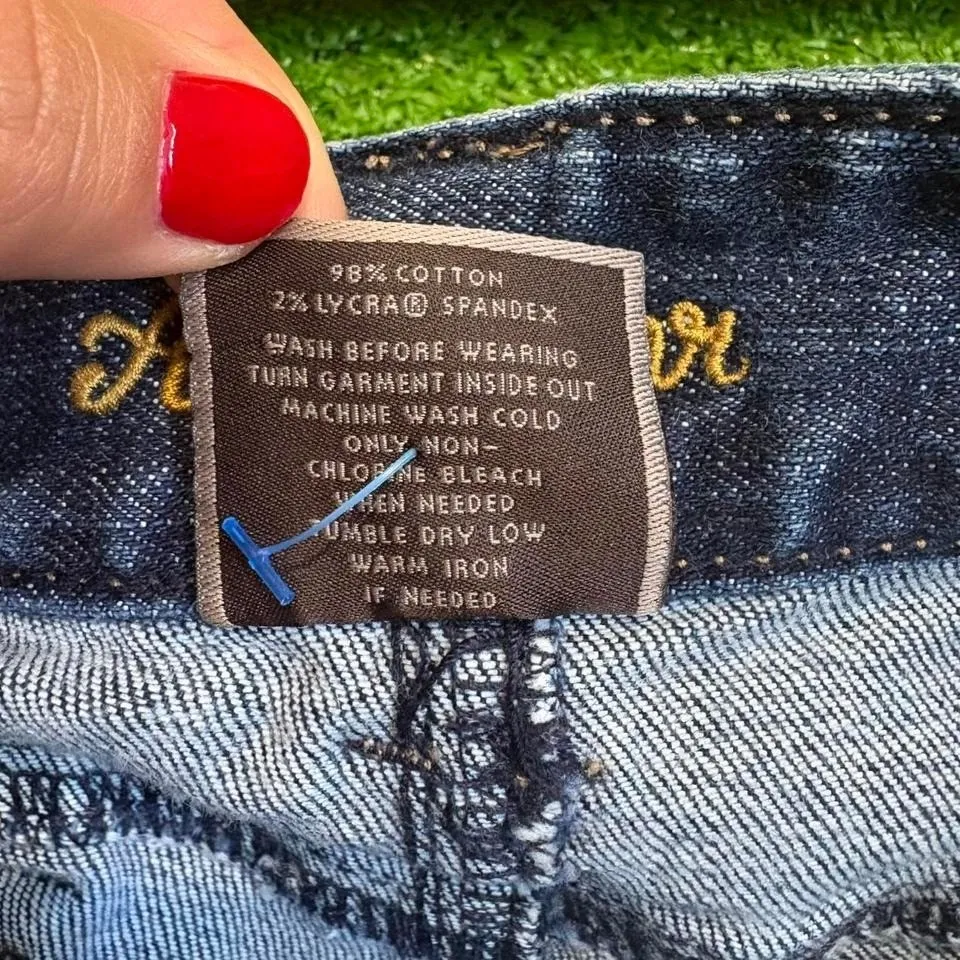 98% COTTON
2% LYCRA® SPANDEX
WASH BEFORE WEARING
TURN GARMENT INSIDE OUT
MACHINE WASH COLD
ONLY NON-
CHLORINE BLEACH
WHEN NEEDED
TUMBLE DRY LOW
WARM IRON
IF NEEDED